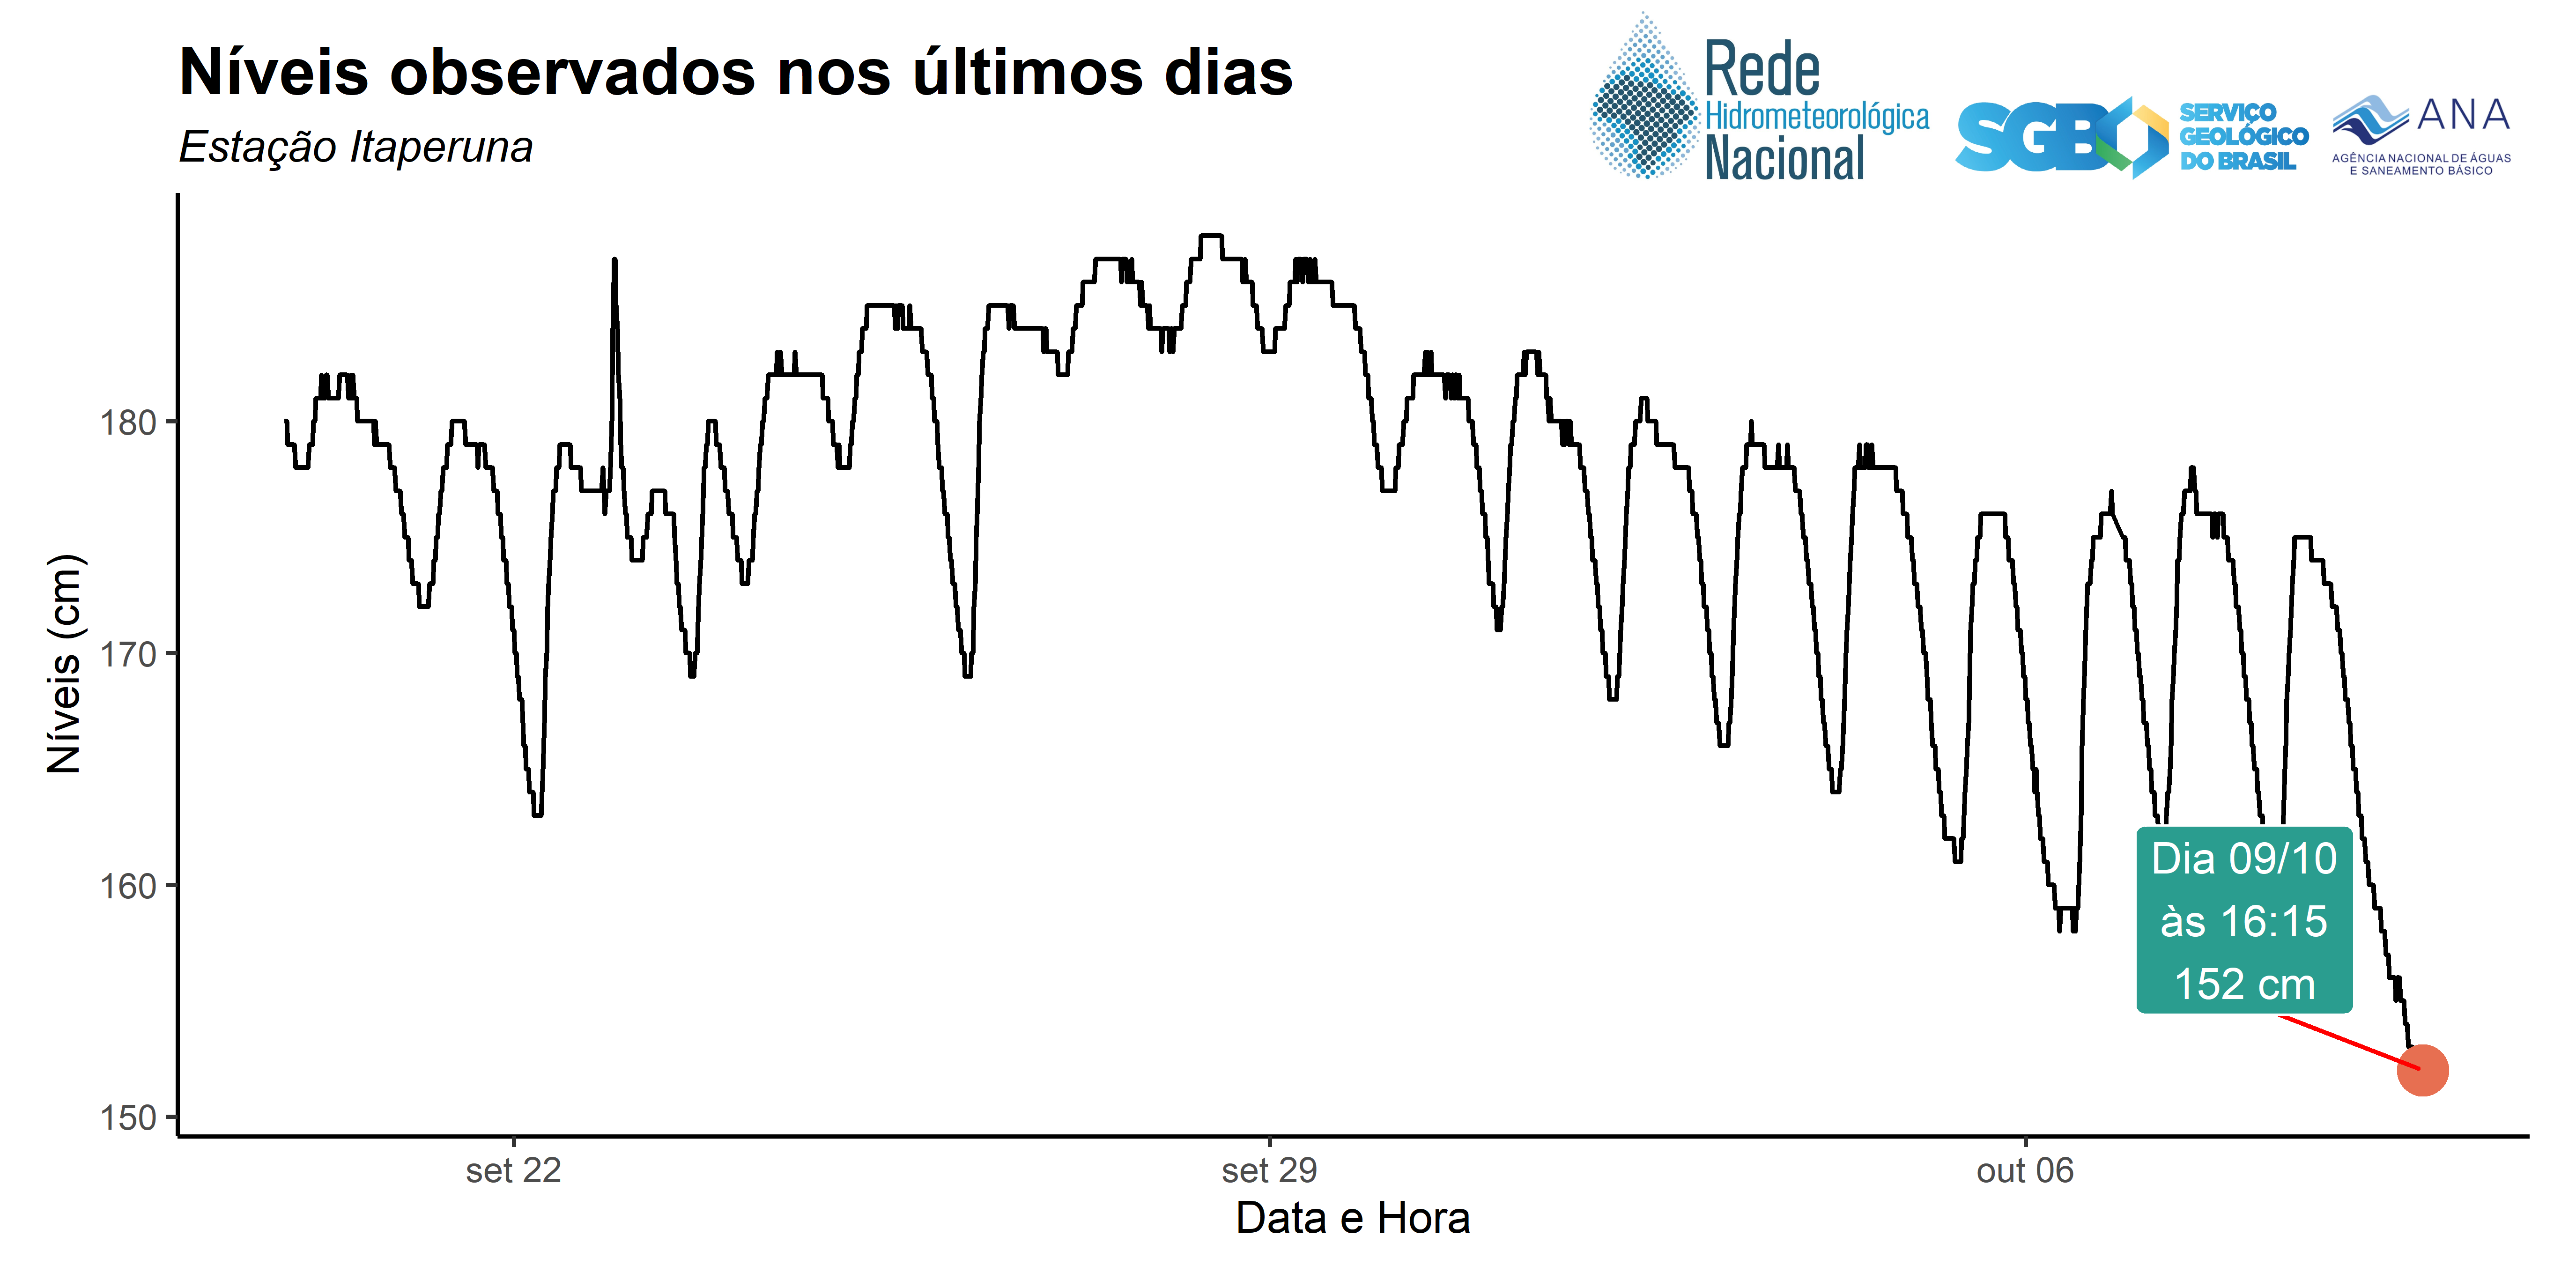 Níveis observados nos últimos dias
Estação Itaperuna
Rede
Hidrometeorológica
Nacional
SGB
SERVIÇO
GEOLÓGICO
DO BRASIL
ANA
AGÊNCIA NACIONAL DE ÁGUAS
E SANEAMENTO BÁSICO
Níveis (cm)
180
170
160
150
Dia 09/10
às 16:15
152 cm
set 22
set 29
out 06
Data e Hora